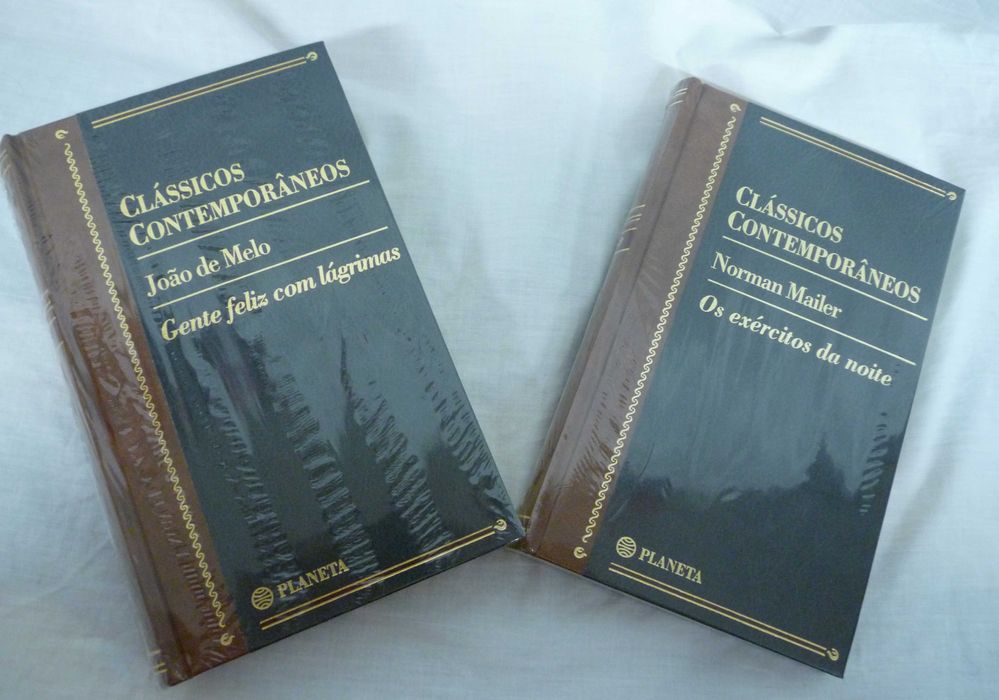 CLÁSSICOS
CONTEMPORÂNEOS
João de Melo
Gente feliz com lágrimas
PLANETA
CLÁSSICOS
CONTEMPORÂNEOS
Norman Mailer
Os exércitos da noite
PLANETA